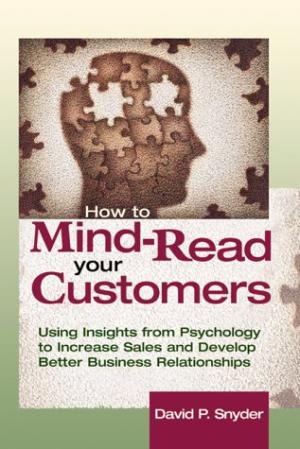 How to
Mind-Read
your
Customers
Using Insights from Psychology
to Increase Sales and Develop
Better Business Relationships
David P. Snyder